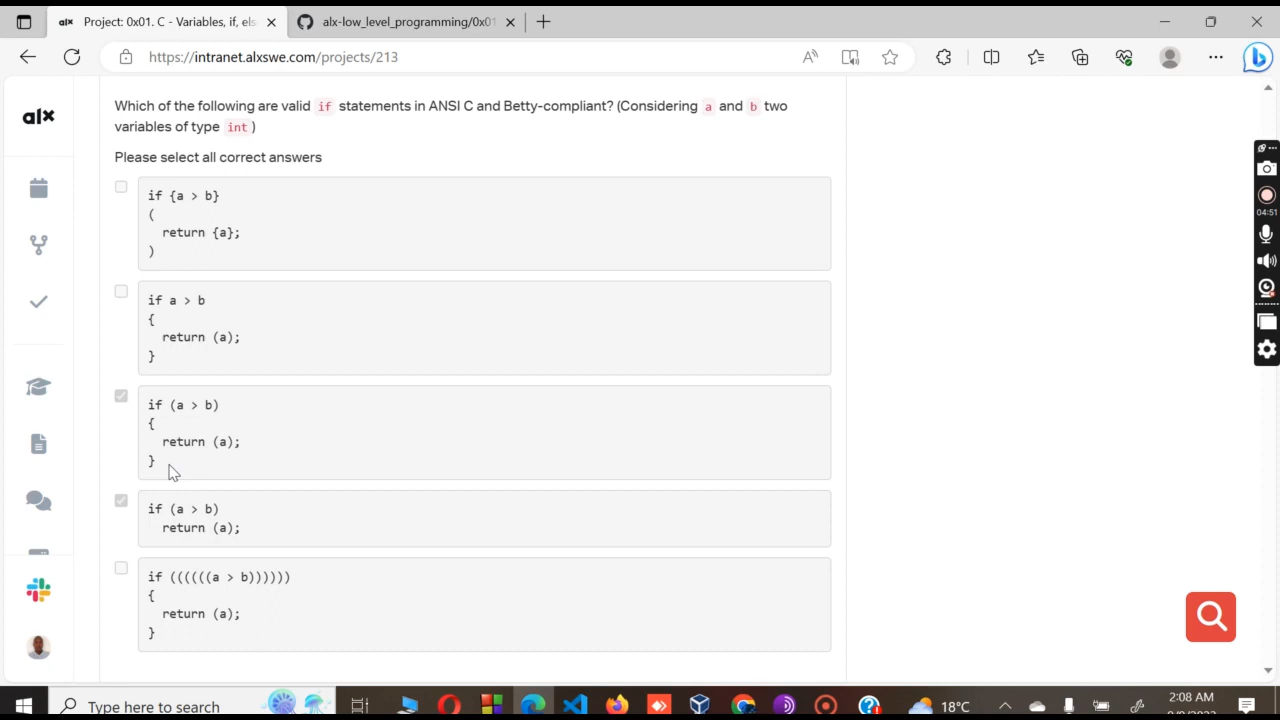 alx Project: 0x01. C - Variables, if, els
alx-low_level_programming/0x01
https://intranet.alxswe.com/projects/213
alx
Which of the following are valid if statements in ANSI C and Betty-compliant? (Considering a and b two
variables of type int )
Please select all correct answers
if {a > b}
(
return {a};
)
if a > b
{
return (a);
}
if (a > b)
{
return (a);
}
if (a > b)
return (a);
if ((((((a > b))))))
{
return (a);
}
04:51
Type here to search
18°C
2:08 AM